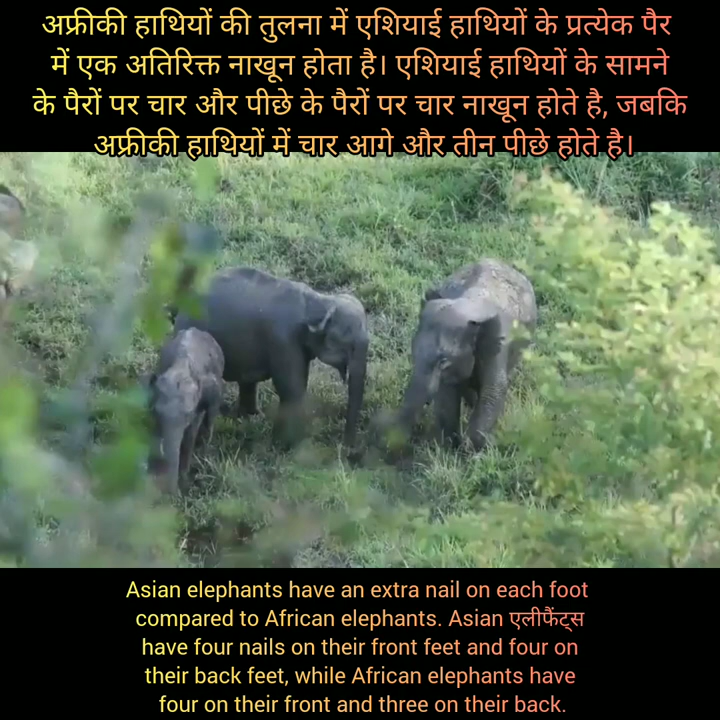 अफ्रीकी हाथियों की तुलना में एशियाई हाथियों के प्रत्येक पैर
में एक अतिरिक्त नाखून होता है। एशियाई हाथियों के सामने
के पैरों पर चार और पीछे के पैरों पर चार नाखून होते है, जबकि
अफ्रीकी हाथियों में चार आगे और तीन पीछे होते है।
Asian elephants have an extra nail on each foot
compared to African elephants. Asian एलीफैंट्स
have four nails on their front feet and four on
their back feet, while African elephants have
four on their front and three on their back.